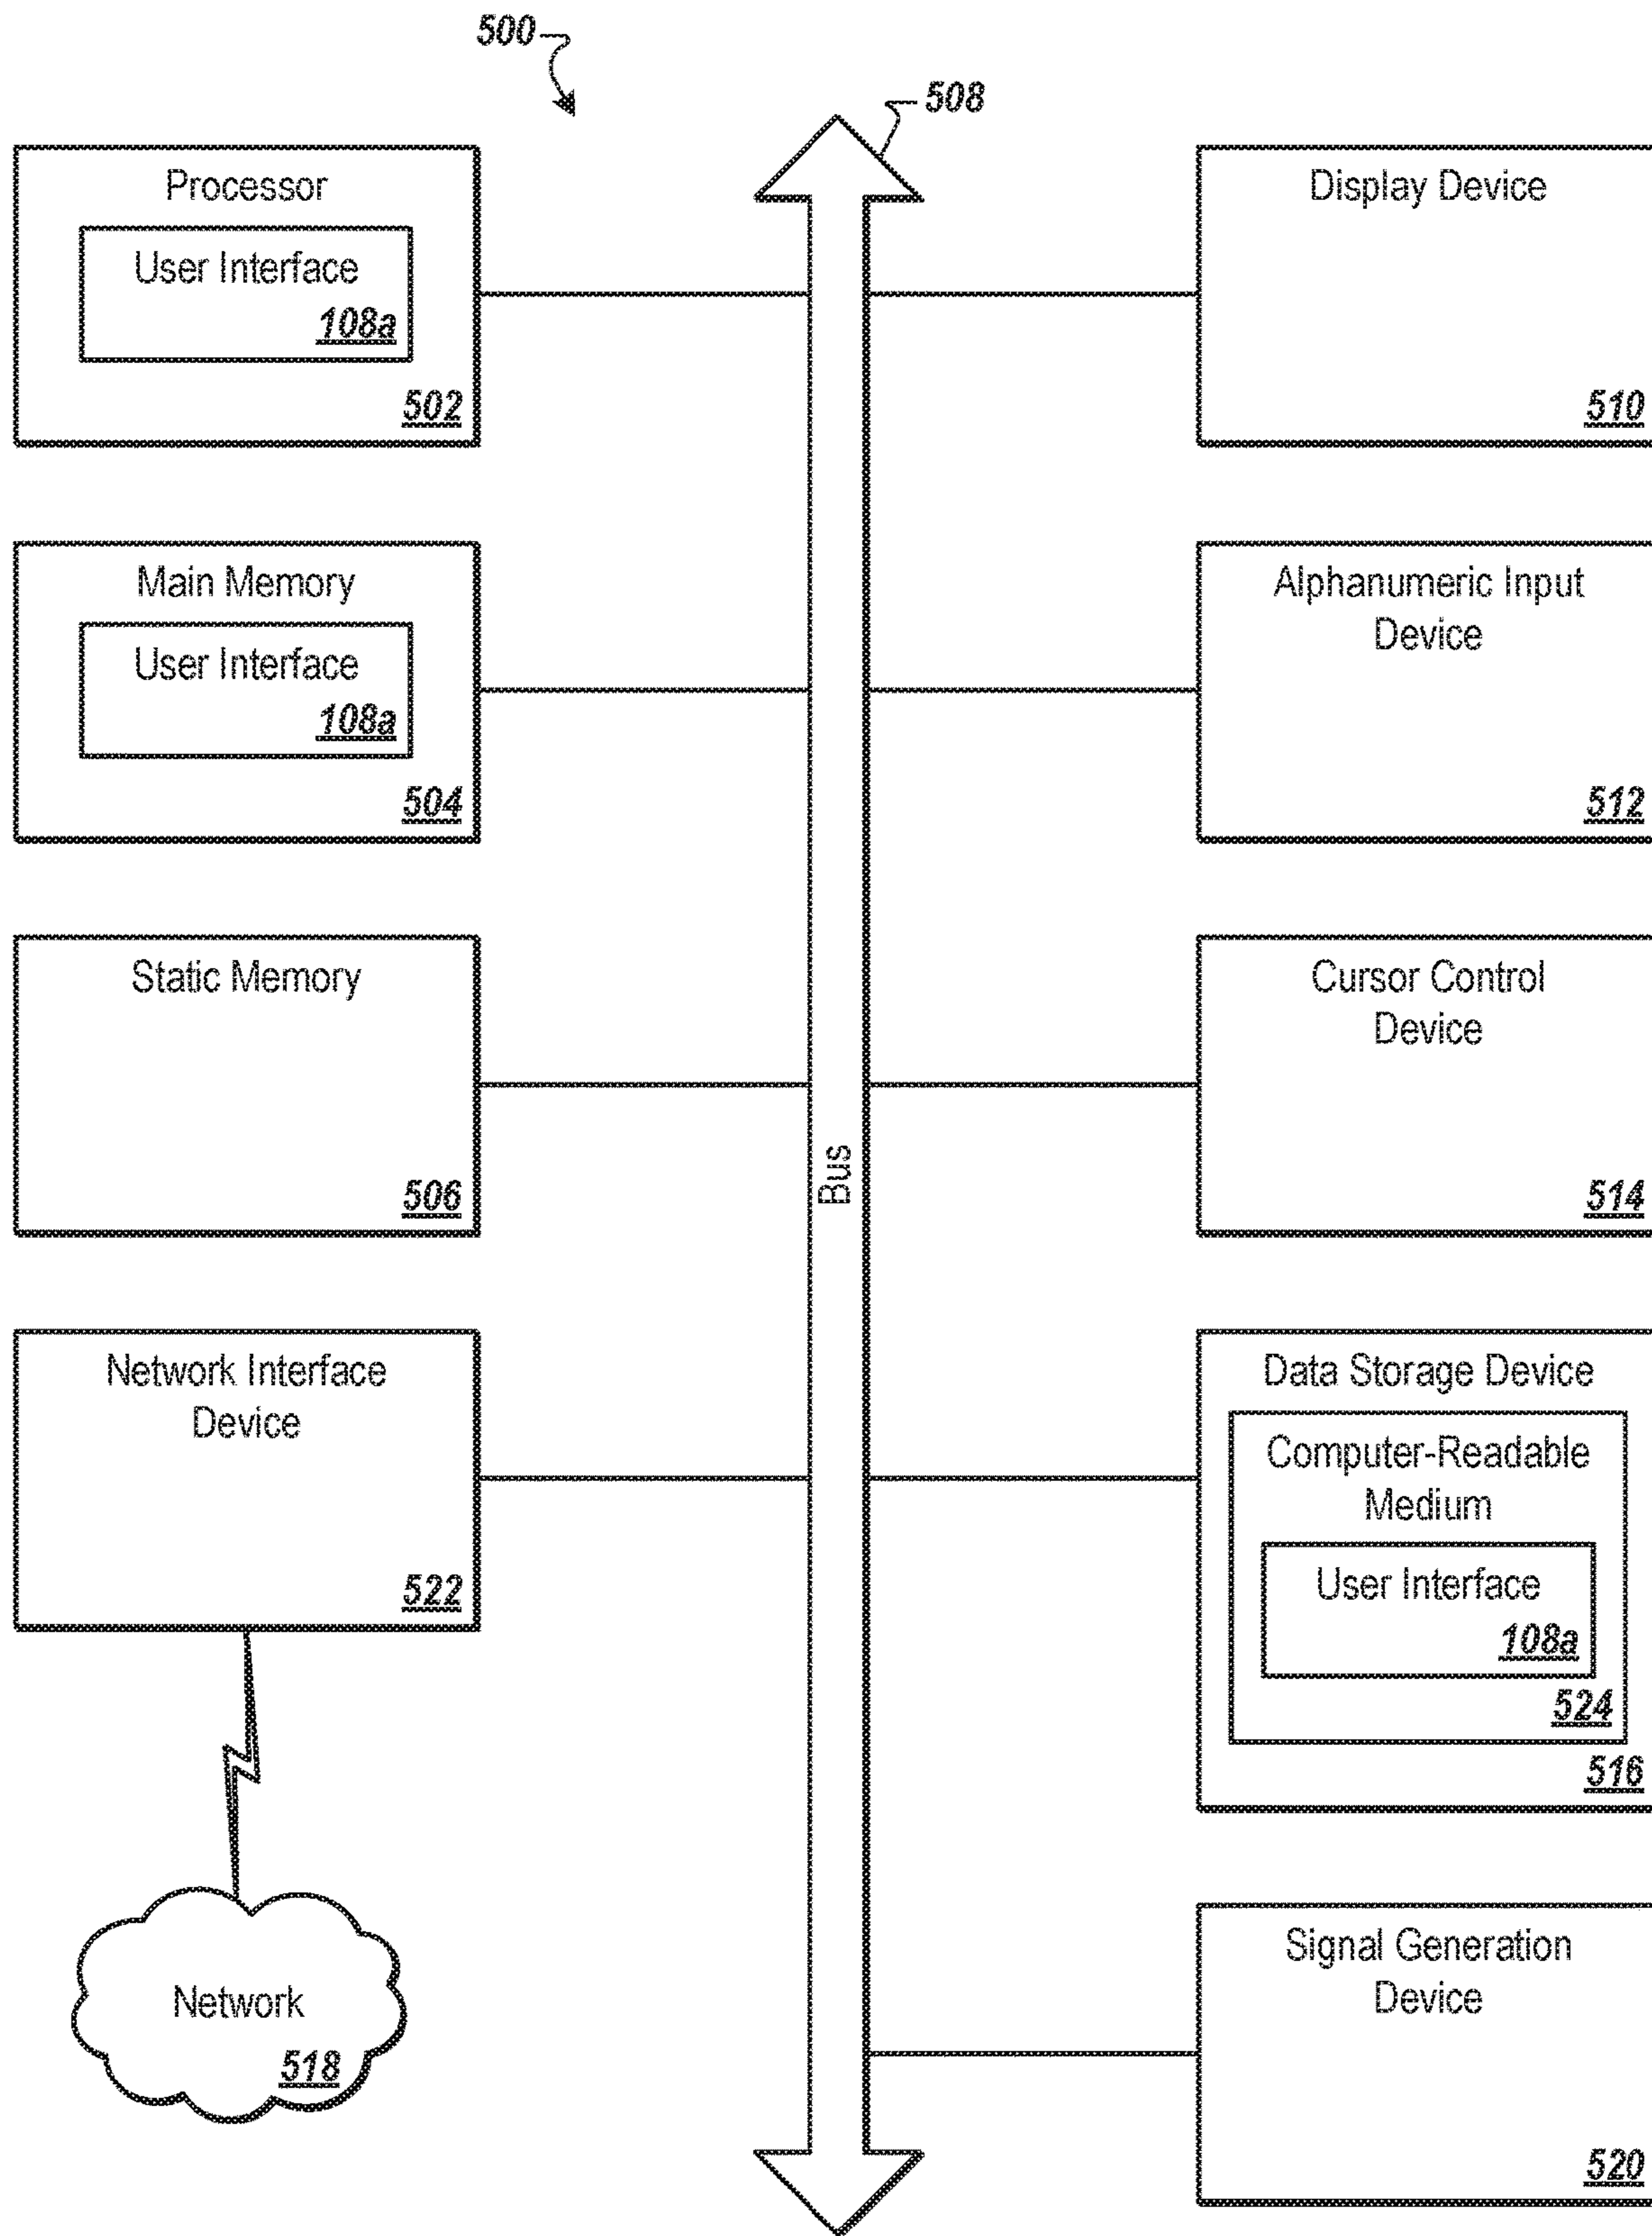 500
508
Processor
User Interface
108a
502
Display Device
510
Main Memory
User Interface
108a
504
Alphanumeric Input
Device
512
Static Memory
506
Cursor Control
Device
514
Bus
Network Interface
Device
522
Data Storage Device
Computer-Readable
Medium
User Interface
108a
524
516
Network
518
Signal Generation
Device
520